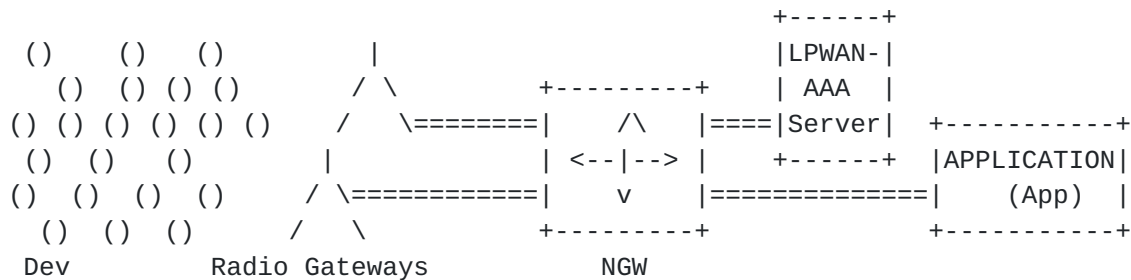 +------+
 ()      ()    ()          |                     |LPWAN-|
   ()  () () ()           / \       +---------+  | AAA  |
() () () () () ()     /     \========|    /\   |====|Server|  +-----------+
 ()  ()    ()         |             | <--|--> |  +------+  |APPLICATION|
()  ()  ()  ()       / \============|    v    |==============|   (App)   |
  ()  ()  ()        /   \           +---------+            +-----------+
 Dev        Radio Gateways           NGW